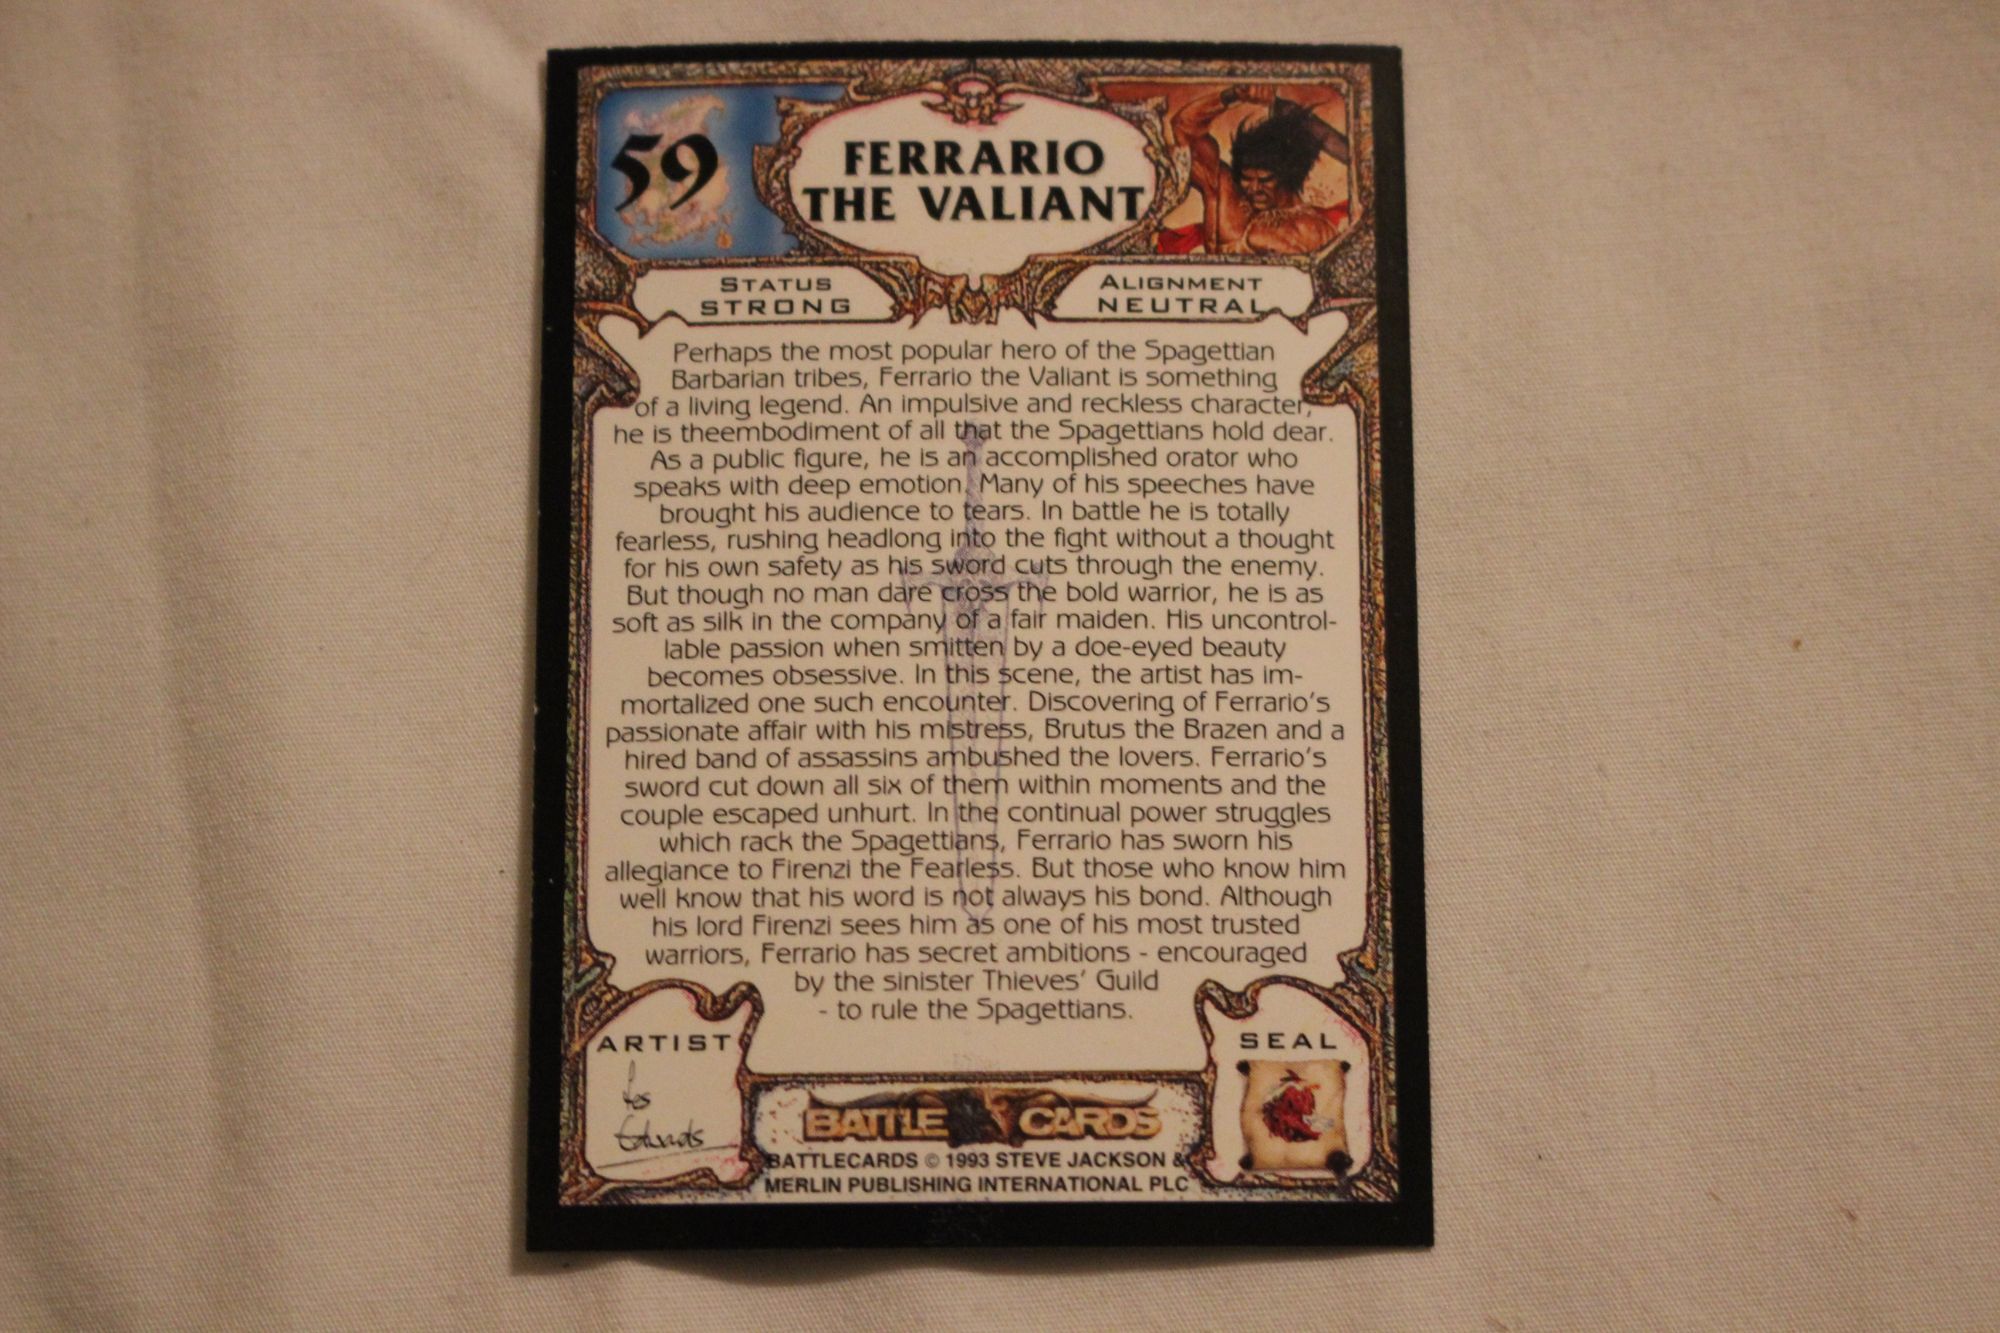 59
FERRARIO
THE VALIANT
STATUS
STRONG
ALIGNMENT
NEUTRAL
Perhaps the most popular hero of the Spagettian
Barbarian tribes, Ferrario the Valiant is something
of a living legend. An impulsive and reckless character,
he is theembodiment of all that the Spagettians hold dear.
As a public figure, he is an accomplished orator who
speaks with deep emotion. Many of his speeches have
brought his audience to tears. In battle he is totally
fearless, rushing headlong into the fight without a thought
for his own safety as his sword cuts through the enemy.
But though no man dare cross the bold warrior, he is as
soft as silk in the company of a fair maiden. His uncontrol-
lable passion when smitten by a doe-eyed beauty
becomes obsessive. In this scene, the artist has im-
mortalized one such encounter. Discovering of Ferrario's
passionate affair with his mistress, Brutus the Brazen and a
hired band of assassins ambushed the lovers. Ferrario's
sword cut down all six of them within moments and the
couple escaped unhurt. In the continual power struggles
which rack the Spagettians, Ferrario has sworn his
allegiance to Firenzi the Fearless. But those who know him
well know that his word is not always his bond. Although
his lord Firenzi sees him as one of his most trusted
warriors, Ferrario has secret ambitions - encouraged
by the sinister Thieves' Guild
- to rule the Spagettians.
ARTIST
Les
Edwards
SEAL
BATTLE CARDS
BATTLECARDS © 1993 STEVE JACKSON &
MERLIN PUBLISHING INTERNATIONAL PLC